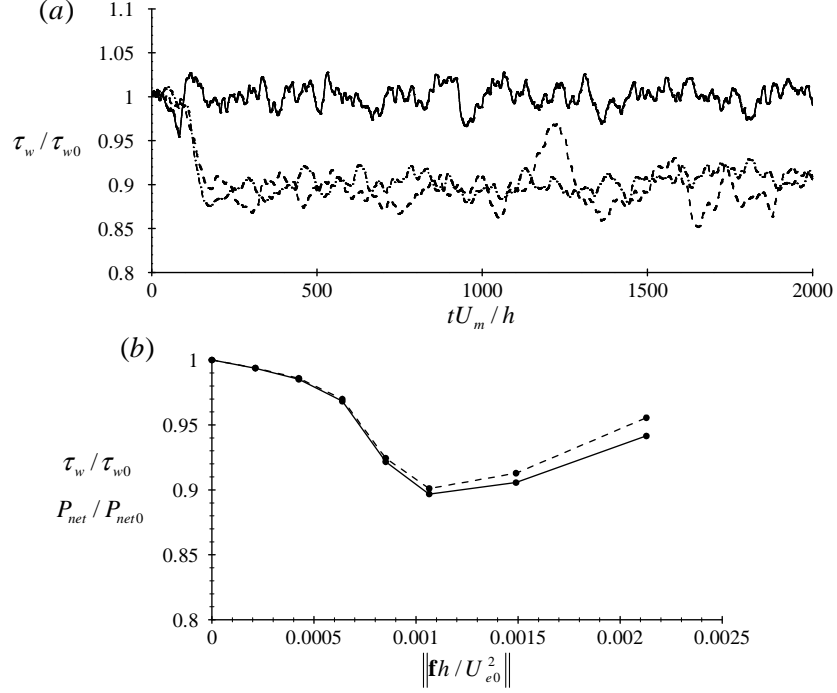 (a)
1.1
1.05
1
0.95
0.9
0.85
0.8
τw / τw0
0 500 1000 1500 2000
tUm / h
(b)
1
0.95
0.9
0.85
0.8
τw / τw0
Pnet / Pnet0
0 0.0005 0.001 0.0015 0.002 0.0025
‖fh / Ue0²‖